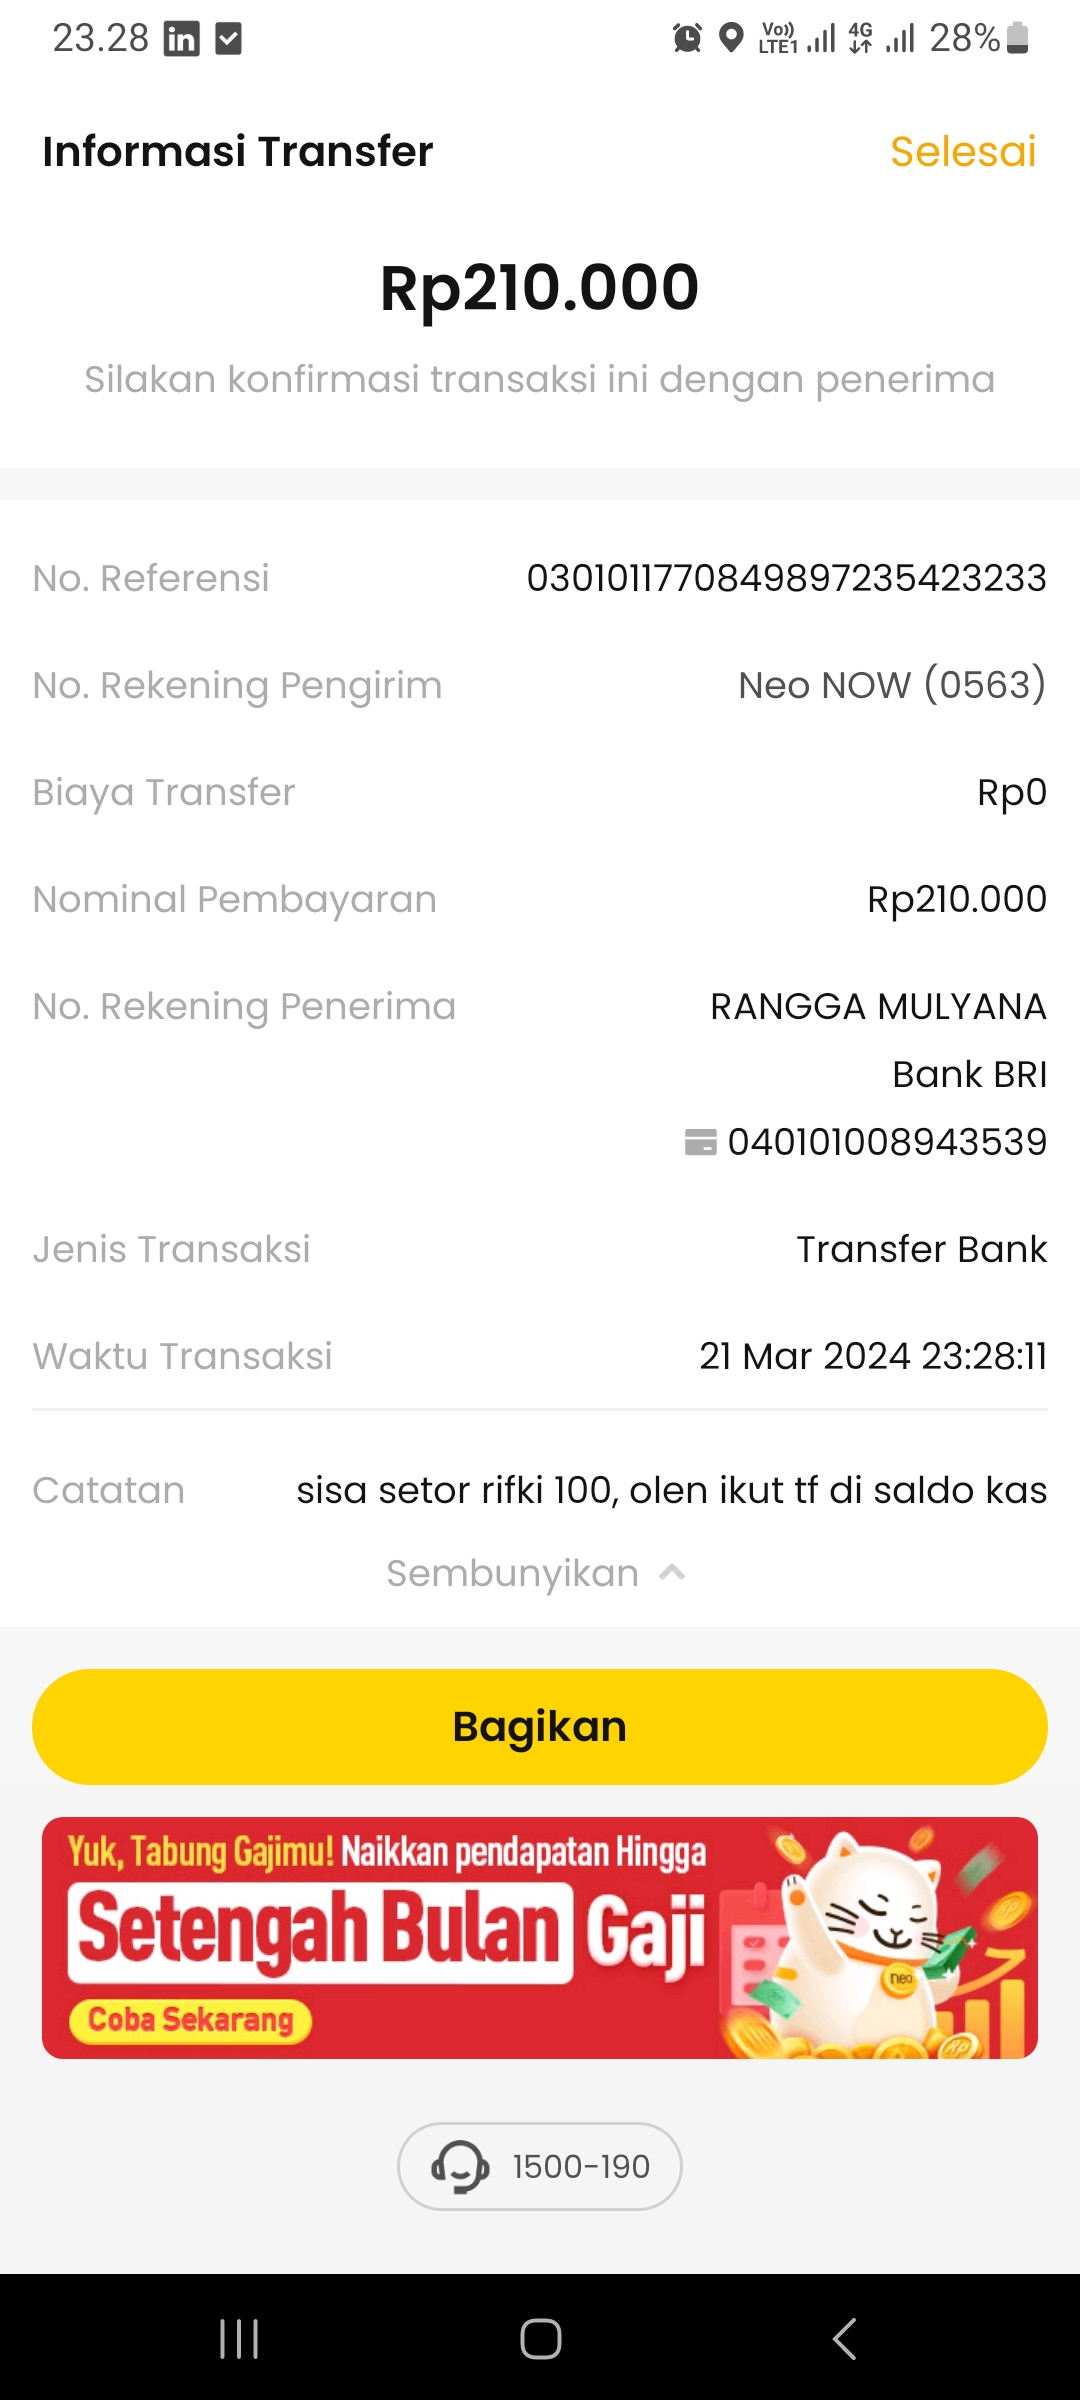 23.28
Vo)) LTE1 4G 28%
Informasi Transfer
Selesai
Rp210.000
Silakan konfirmasi transaksi ini dengan penerima
No. Referensi 0301011770849897235423233
No. Rekening Pengirim Neo NOW (0563)
Biaya Transfer Rp0
Nominal Pembayaran Rp210.000
No. Rekening Penerima RANGGA MULYANA
Bank BRI
040101008943539
Jenis Transaksi Transfer Bank
Waktu Transaksi 21 Mar 2024 23:28:11
Catatan sisa setor rifki 100, olen ikut tf di saldo kas
Sembunyikan
Bagikan
Yuk, Tabung Gajimu! Naikkan pendapatan Hingga
Setengah Bulan Gaji
Coba Sekarang
neo
1500-190